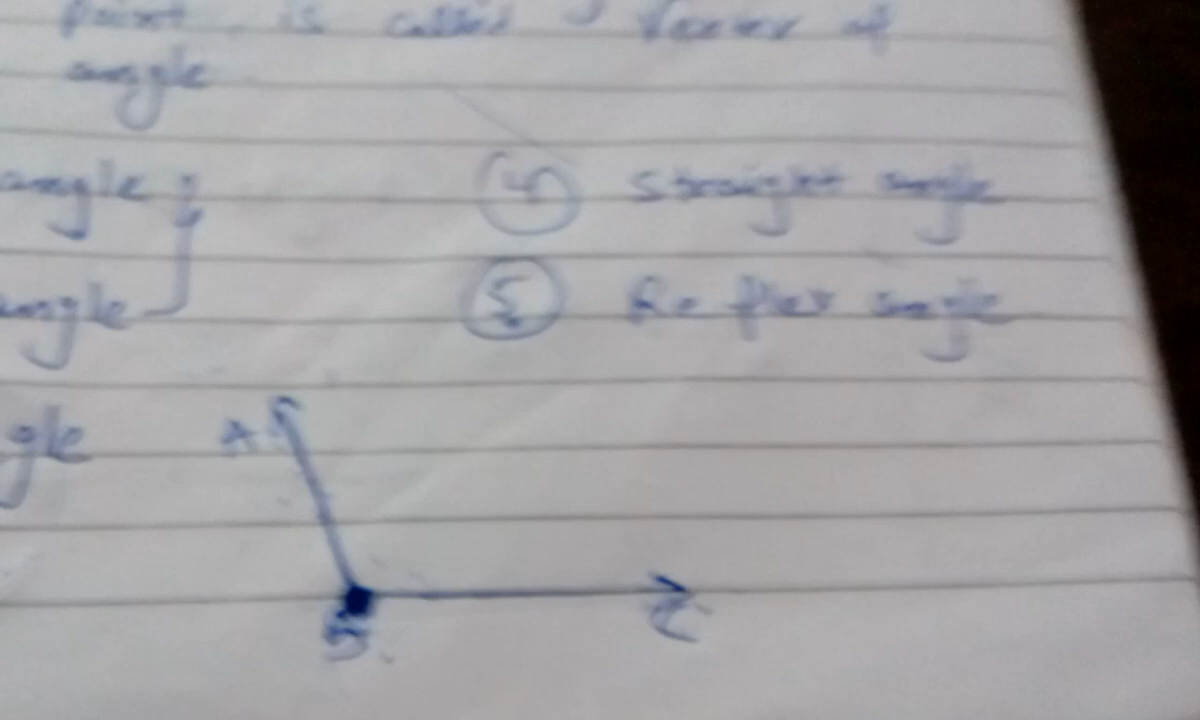 point is called vertex of
angle
angle
④ straight angle
angle
⑤ Reflex angle
gle
A
B
C